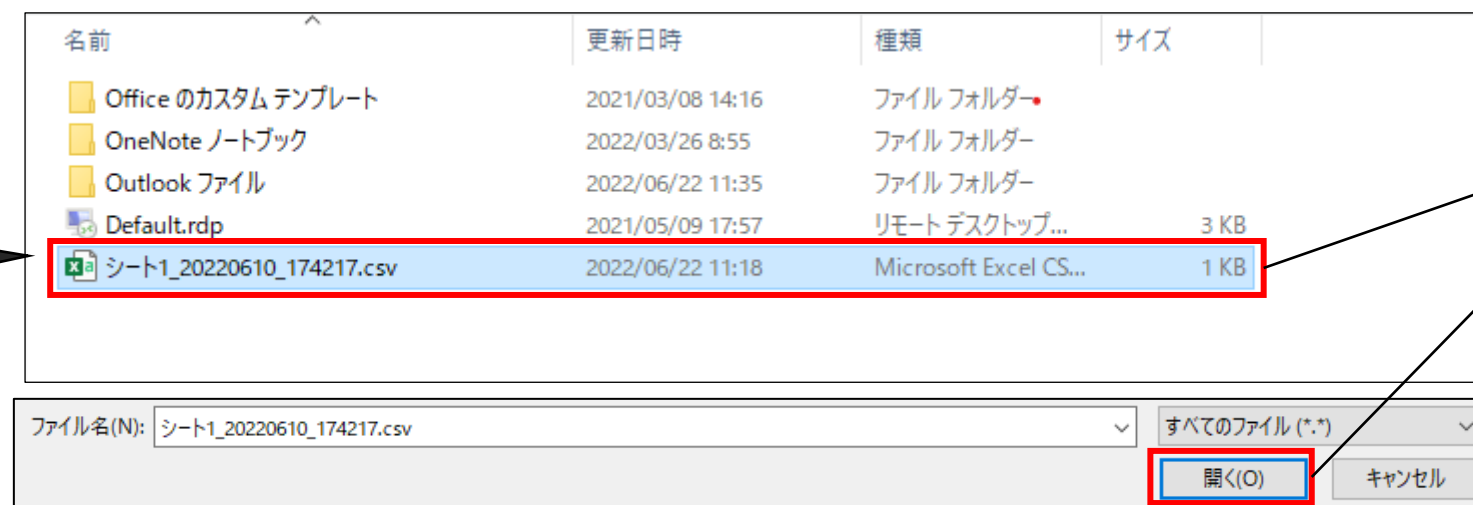 名前 更新日時 種類 サイズ
Office のカスタム テンプレート 2021/03/08 14:16 ファイル フォルダー
OneNote ノートブック 2022/03/26 8:55 ファイル フォルダー
Outlook ファイル 2022/06/22 11:35 ファイル フォルダー
Default.rdp 2021/05/09 17:57 リモート デスクトップ... 3 KB
シート1_20220610_174217.csv 2022/06/22 11:18 Microsoft Excel CS... 1 KB
ファイル名(N): シート1_20220610_174217.csv すべてのファイル (*.*)
開く(O) キャンセル